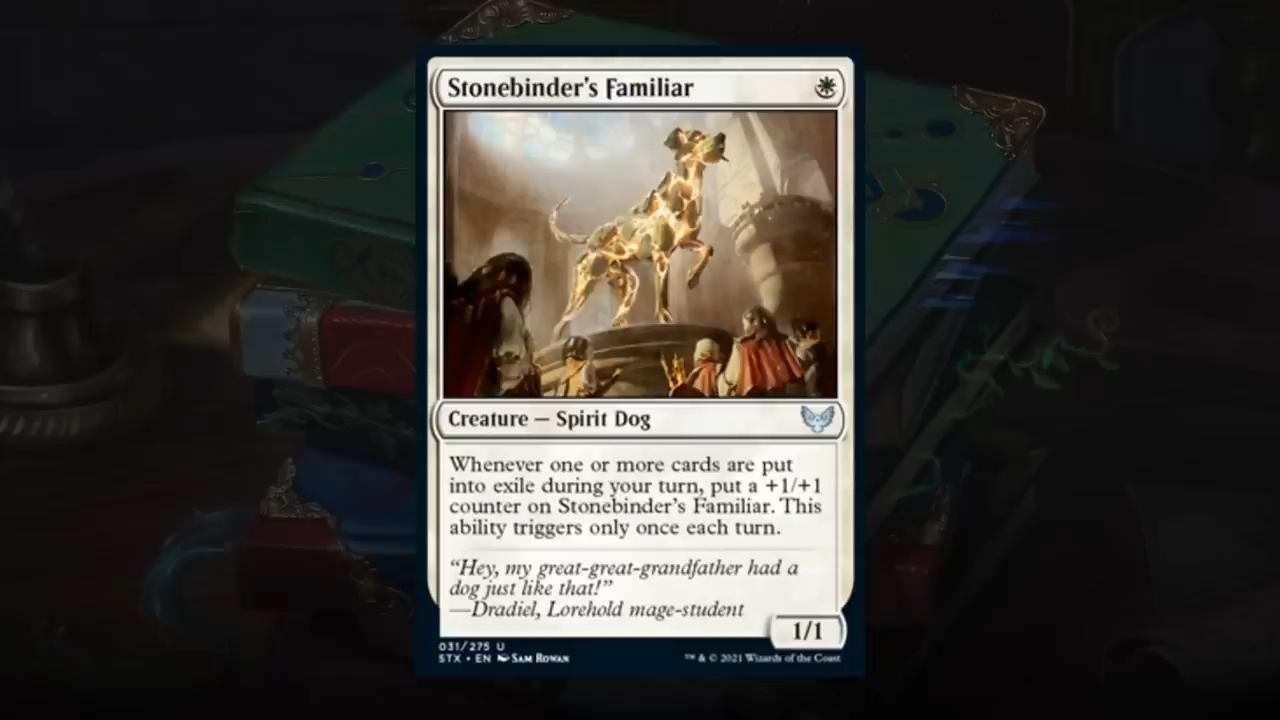 Stonebinder's Familiar
Creature — Spirit Dog
Whenever one or more cards are put
into exile during your turn, put a +1/+1
counter on Stonebinder's Familiar. This
ability triggers only once each turn.
"Hey, my great-great-grandfather had a
dog just like that!"
—Dradiel, Lorehold mage-student
1/1
031/275 U
STX • EN Sam Rowan
™ & © 2021 Wizards of the Coast